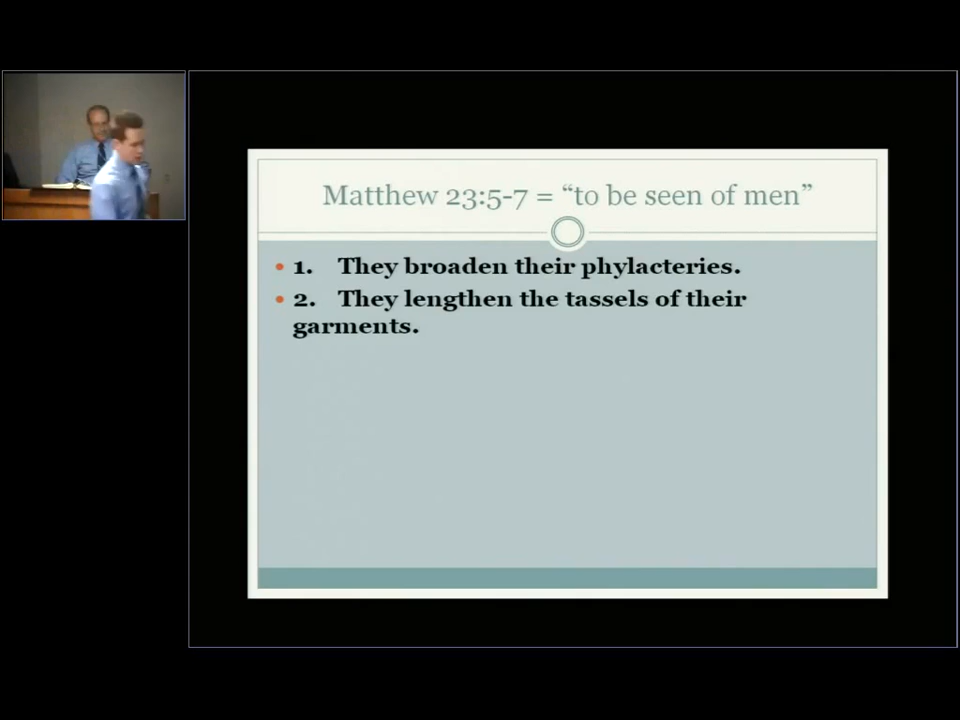 Matthew 23:5-7 = “to be seen of men”
• 1. They broaden their phylacteries.
• 2. They lengthen the tassels of their
garments.